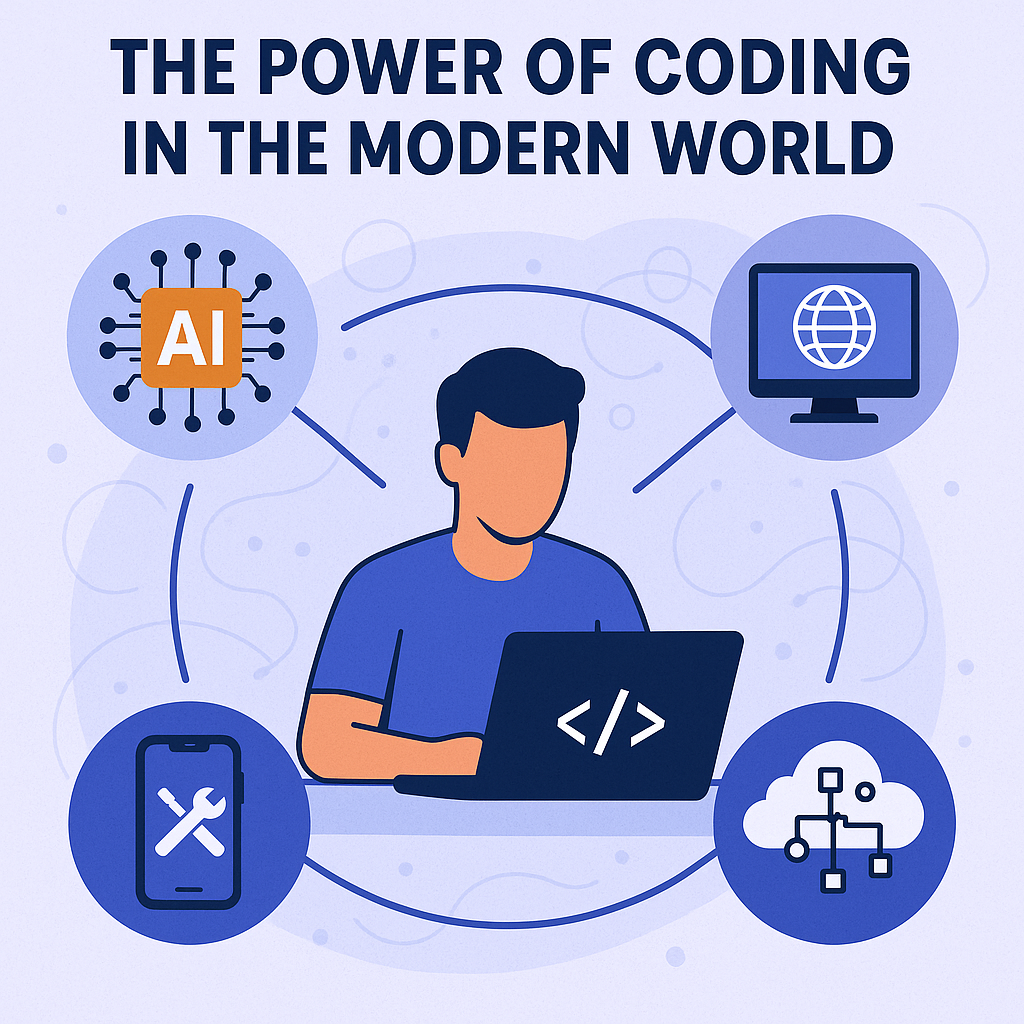 THE POWER OF CODING
IN THE MODERN WORLD
AI
</>